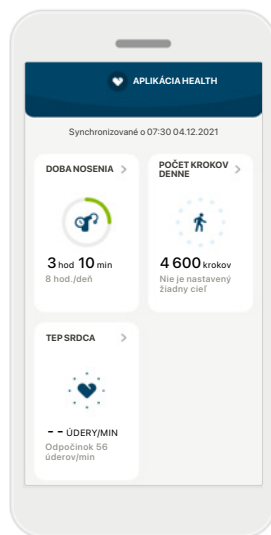 APLIKÁCIA HEALTH
Synchronizované o 07:30 04.12.2021
DOBA NOSENIA
3 hod 10 min
8 hod./deň
POČET KROKOV
DENNE
4 600 krokov
Nie je nastavený
žiadny cieľ
TEP SRDCA
-- ÚDERY/MIN
Odpočinok 56
úderov/min